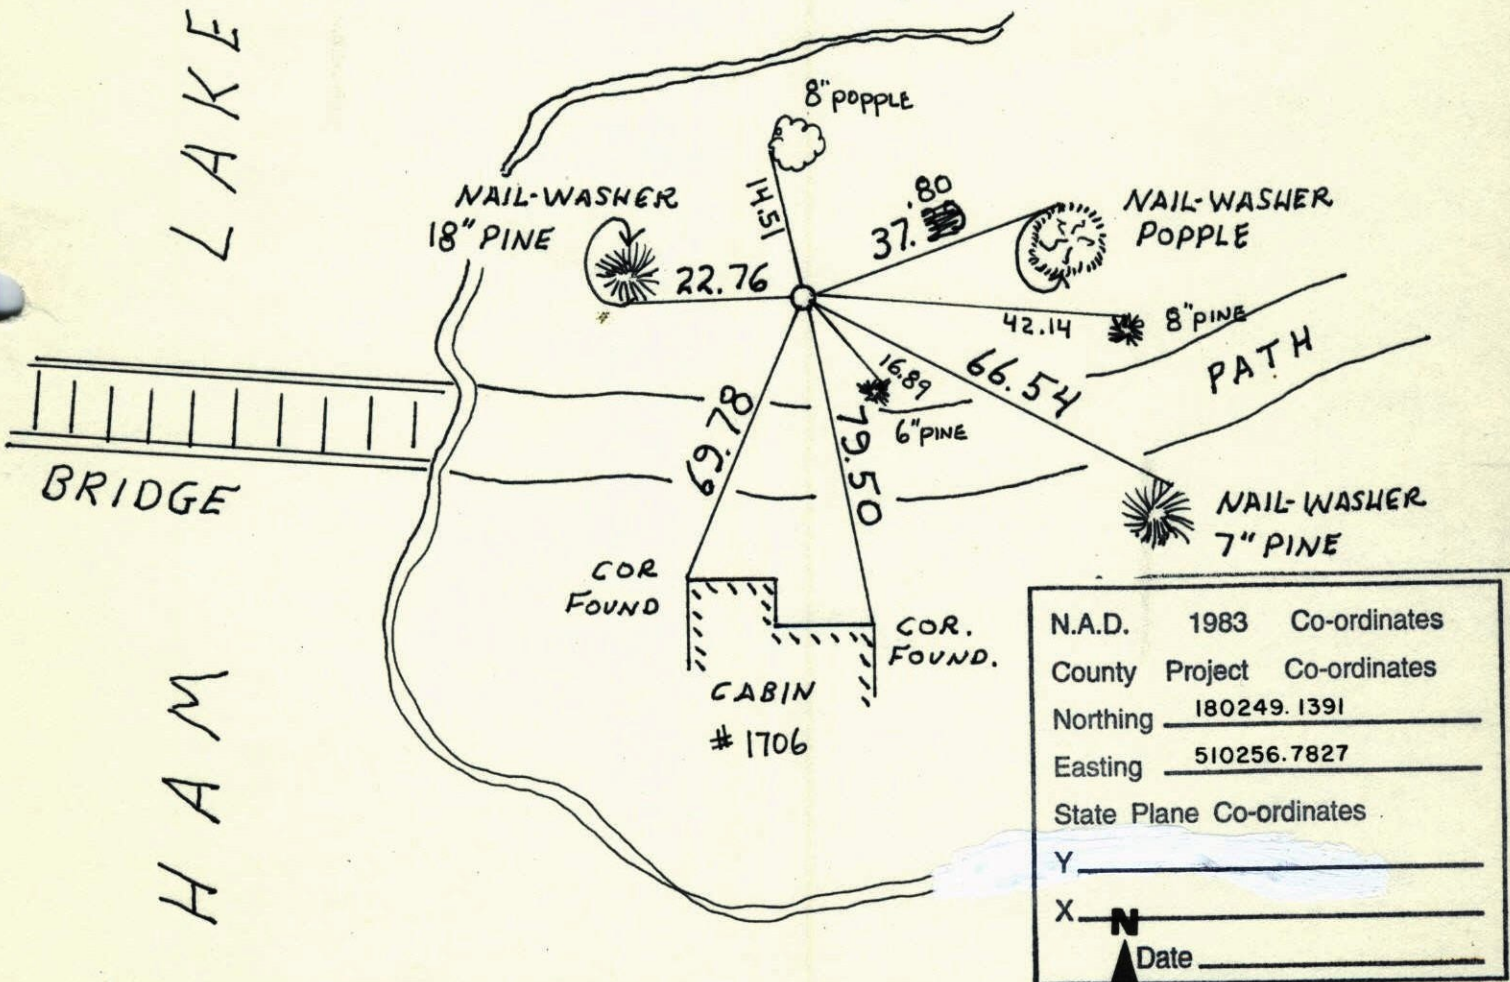 HAM LAKE
8" POPPLE
NAIL-WASHER
18" PINE
14.51
37.80
NAIL-WASHER
POPPLE
22.76
42.14
8" PINE
PATH
16.89
66.54
6" PINE
69.78
79.50
BRIDGE
NAIL-WASHER
7" PINE
COR
FOUND
COR.
FOUND.
CABIN
# 1706
N.A.D. 1983 Co-ordinates
County Project Co-ordinates
Northing 180249.1391
Easting 510256.7827
State Plane Co-ordinates
Y
X
N
Date